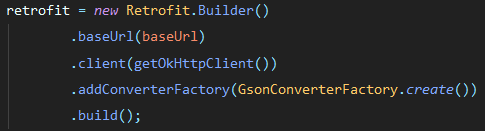 retrofit = new Retrofit.Builder()
.baseUrl(baseUrl)
.client(getOkHttpClient())
.addConverterFactory(GsonConverterFactory.create())
.build();